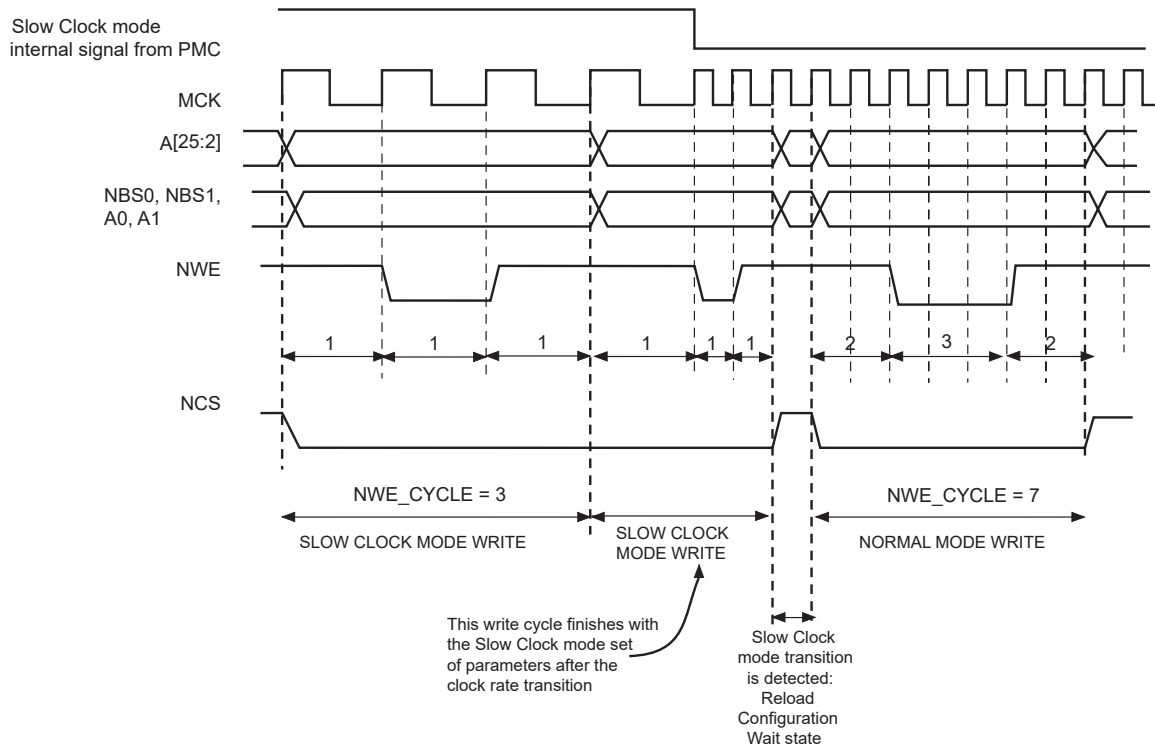 Slow Clock mode
internal signal from PMC
MCK
A[25:2]
NBS0, NBS1,
A0, A1
NWE
1 1 1 1 1 1 2 3 2
NCS
NWE_CYCLE = 3
NWE_CYCLE = 7
SLOW CLOCK MODE WRITE
SLOW CLOCK
MODE WRITE
NORMAL MODE WRITE
This write cycle finishes with
the Slow Clock mode set
of parameters after the
clock rate transition
Slow Clock
mode transition
is detected:
Reload
Configuration
Wait state